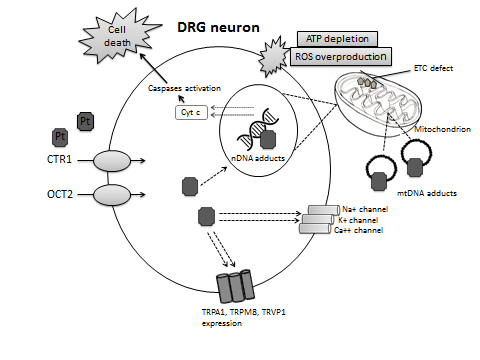 DRG neuron
Cell
death
ATP depletion
ROS overproduction
ETC defect
Caspases activation
Cyt c
Mitochondrion
Pt
Pt
CTR1
nDNA adducts
mtDNA adducts
OCT2
Na+ channel
K+ channel
Ca++ channel
TRPA1, TRPM8, TRVP1
expression